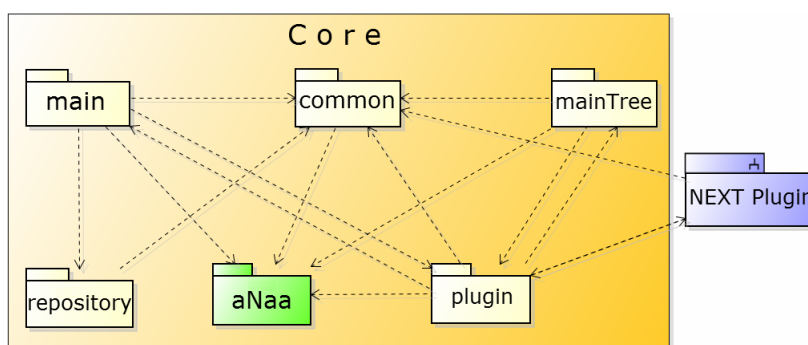 Core
main
common
mainTree
NEXT Plugin
repository
aNaa
plugin